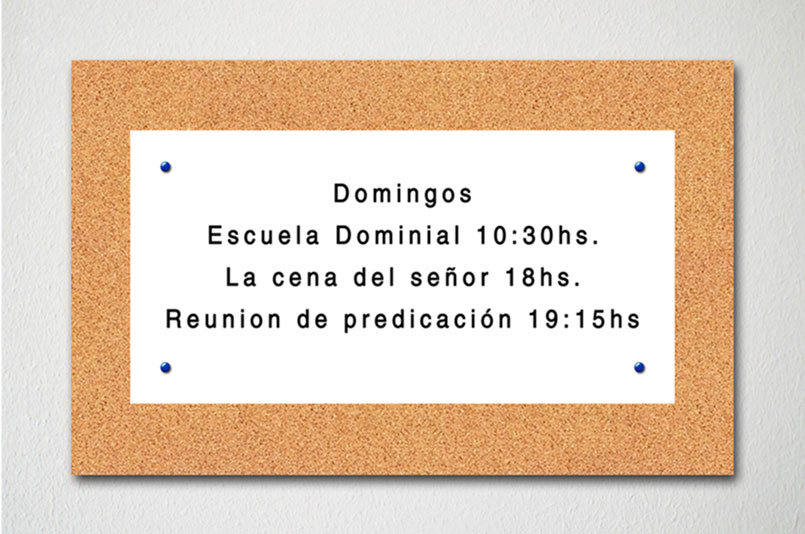 Domingos
Escuela Dominial 10:30hs.
La cena del señor 18hs.
Reunion de predicación 19:15hs